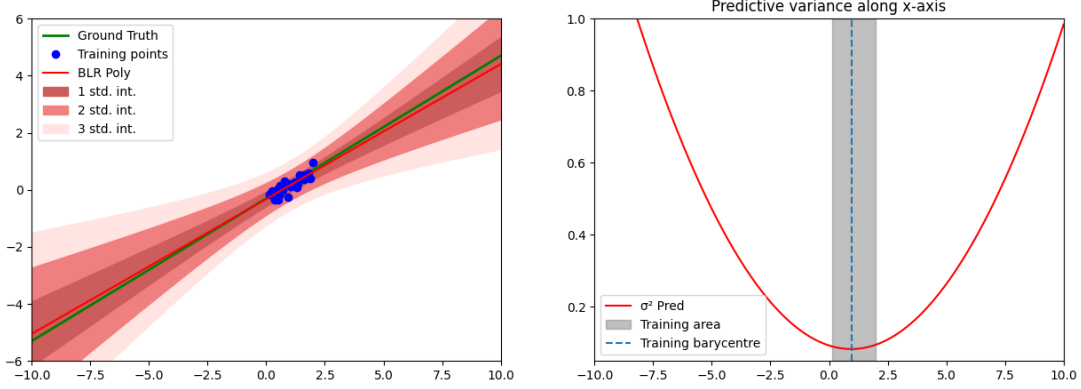 6
4
2
0
−2
−4
−6
−10.0 −7.5 −5.0 −2.5 0.0 2.5 5.0 7.5 10.0
Ground Truth
Training points
BLR Poly
1 std. int.
2 std. int.
3 std. int.
Predictive variance along x-axis
1.0
0.8
0.6
0.4
0.2
−10.0 −7.5 −5.0 −2.5 0.0 2.5 5.0 7.5 10.0
σ² Pred
Training area
Training barycentre